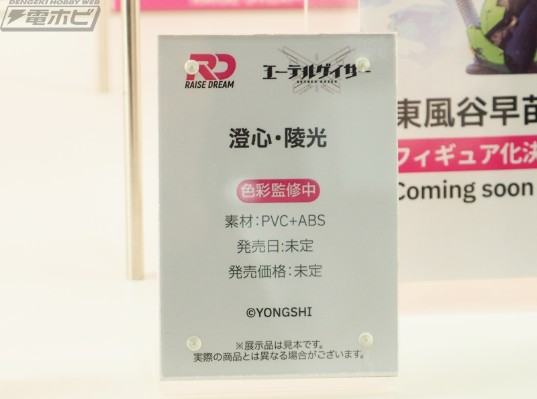 DENGEKI HOBBY WEB
電ホビ
RD
RAISE DREAM
エーテルゲイザー
澄心・陵光
色彩監修中
素材:PVC+ABS
発売日:未定
発売価格:未定
©YONGSHI
※展示品は見本です。
実際の商品とは異なる場合がございます。
東風谷早苗
フィギュア化決
Coming soon